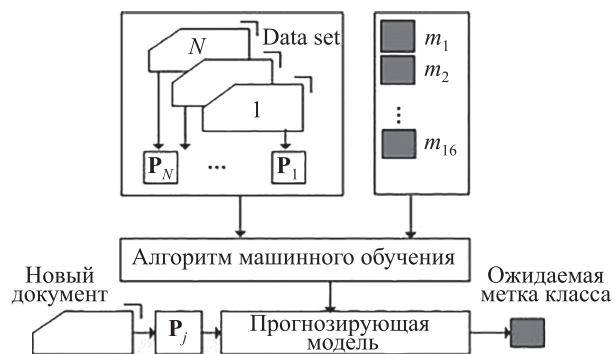 N
Data set
1
P_N
...
P_1
m_1
m_2
...
m_16
Алгоритм машинного обучения
Новый
документ
P_j
Прогнозирующая
модель
Ожидаемая
метка класса